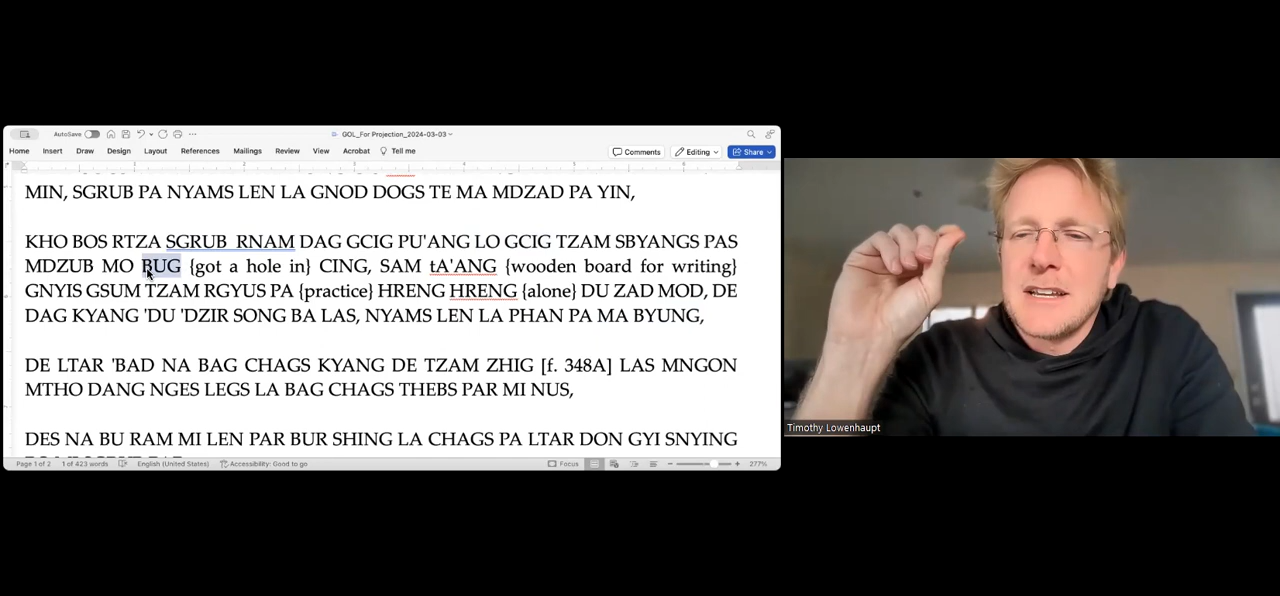 AutoSave
GOL_For Projection_2024-03-03
Home Insert Draw Design Layout References Mailings Review View Acrobat Tell me Comments Editing Share
MIN, SGRUB PA NYAMS LEN LA GNOD DOGS TE MA MDZAD PA YIN,
KHO BOS RTZA SGRUB RNAM DAG GCIG PU'ANG LO GCIG TZAM SBYANGS PAS
MDZUB MO BUG {got a hole in} CING, SAM tA'ANG {wooden board for writing}
GNYIS GSUM TZAM RGYUS PA {practice} HRENG HRENG {alone} DU ZAD MOD, DE
DAG KYANG 'DU 'DZIR SONG BA LAS, NYAMS LEN LA PHAN PA MA BYUNG,
DE LTAR 'BAD NA BAG CHAGS KYANG DE TZAM ZHIG [f. 348A] LAS MNGON
MTHO DANG NGES LEGS LA BAG CHAGS THEBS PAR MI NUS,
DES NA BU RAM MI LEN PAR BUR SHING LA CHAGS PA LTAR DON GYI SNYING
Page 1 of 2 1 of 423 words English (United States) Accessibility: Good to go Focus 277%
Timothy Lowenhaupt